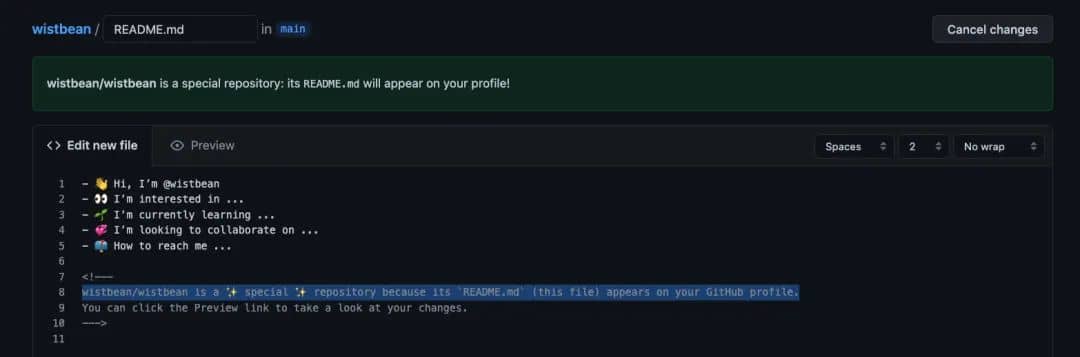 wistbean / README.md in main Cancel changes
wistbean/wistbean is a special repository: its README.md will appear on your profile!
<> Edit new file Preview Spaces 2 No wrap
1 - 👋 Hi, I’m @wistbean
2 - 👀 I’m interested in ...
3 - 🌱 I’m currently learning ...
4 - 💞️ I’m looking to collaborate on ...
5 - 📫 How to reach me ...
6
7 <!---
8 wistbean/wistbean is a ✨ special ✨ repository because its `README.md` (this file) appears on your GitHub profile.
9 You can click the Preview link to take a look at your changes.
10 --->
11